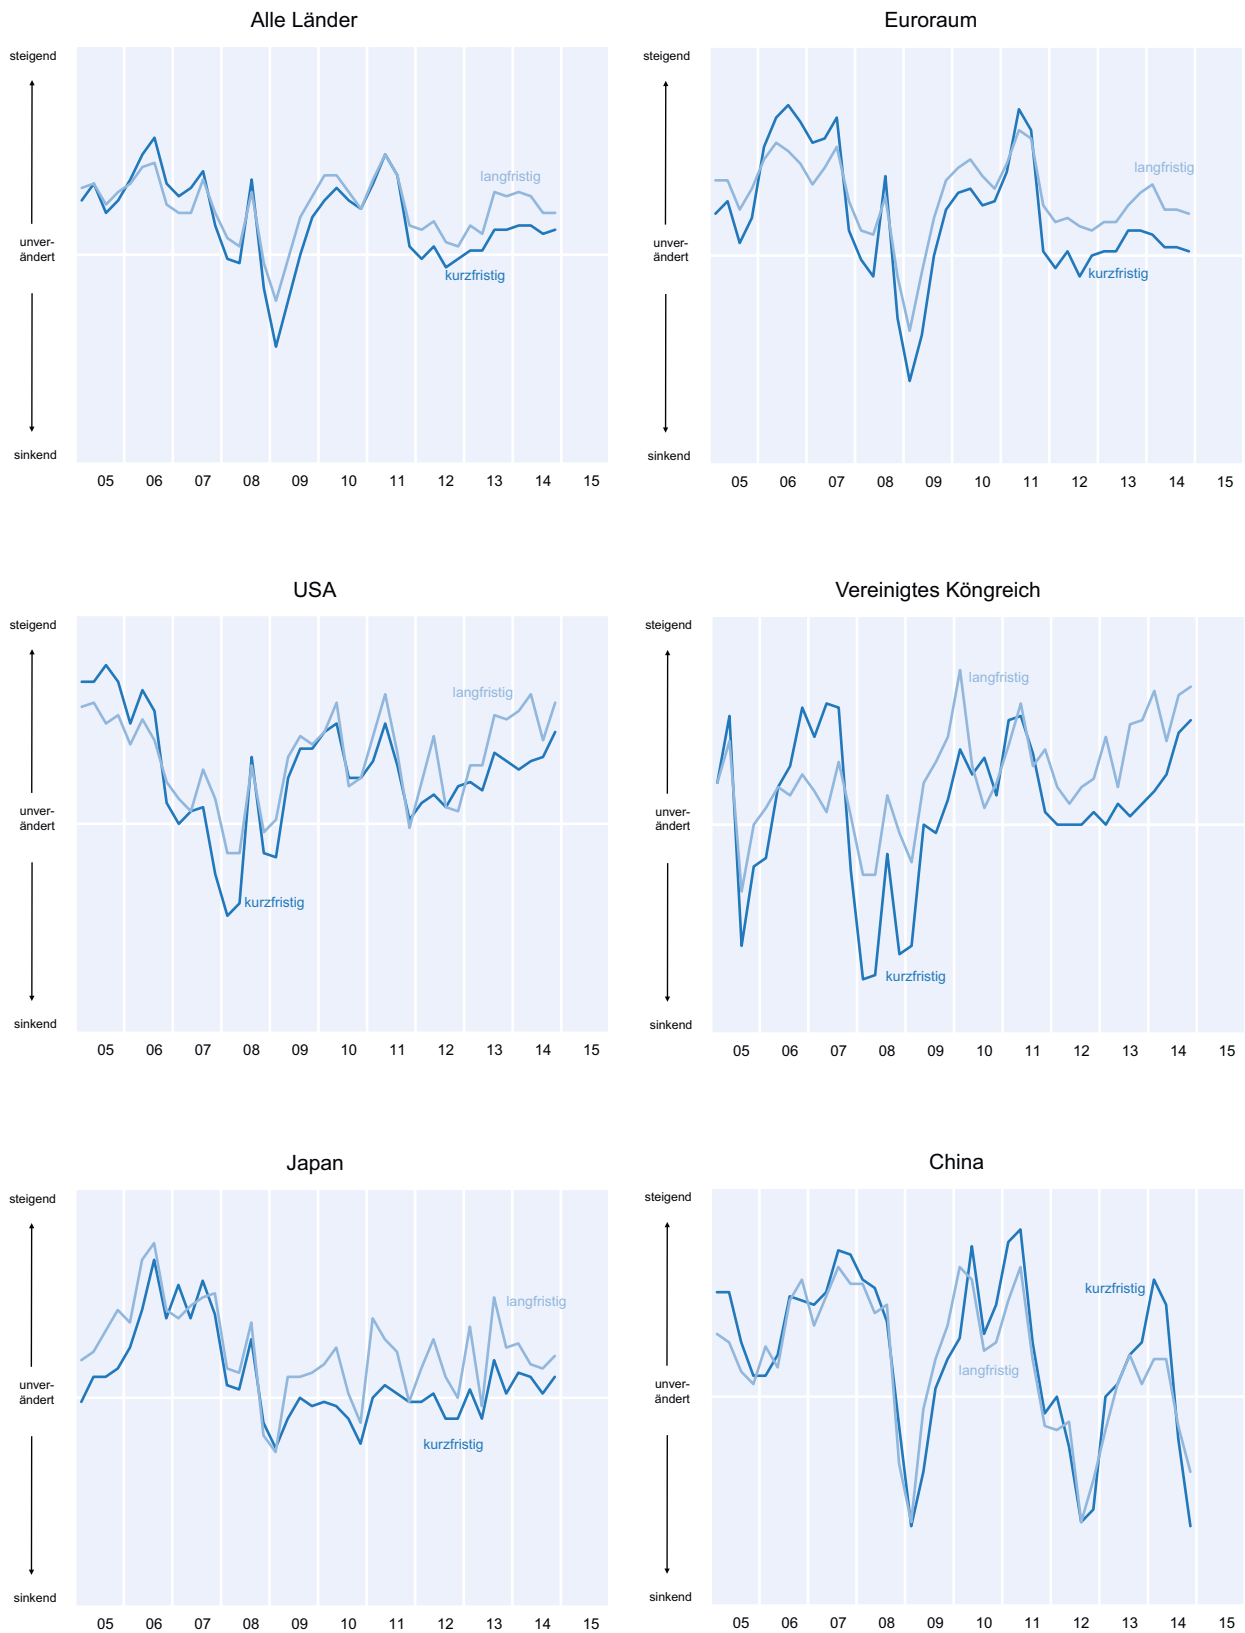 Alle Länder
steigend
langfristig
unver-
ändert
kurzfristig
sinkend
05 06 07 08 09 10 11 12 13 14 15
Euroraum
steigend
langfristig
unver-
ändert
kurzfristig
sinkend
05 06 07 08 09 10 11 12 13 14 15
USA
steigend
langfristig
unver-
ändert
kurzfristig
sinkend
05 06 07 08 09 10 11 12 13 14 15
Vereinigtes Köngreich
steigend
langfristig
unver-
ändert
kurzfristig
sinkend
05 06 07 08 09 10 11 12 13 14 15
Japan
steigend
langfristig
unver-
ändert
kurzfristig
sinkend
05 06 07 08 09 10 11 12 13 14 15
China
steigend
kurzfristig
langfristig
unver-
ändert
sinkend
05 06 07 08 09 10 11 12 13 14 15